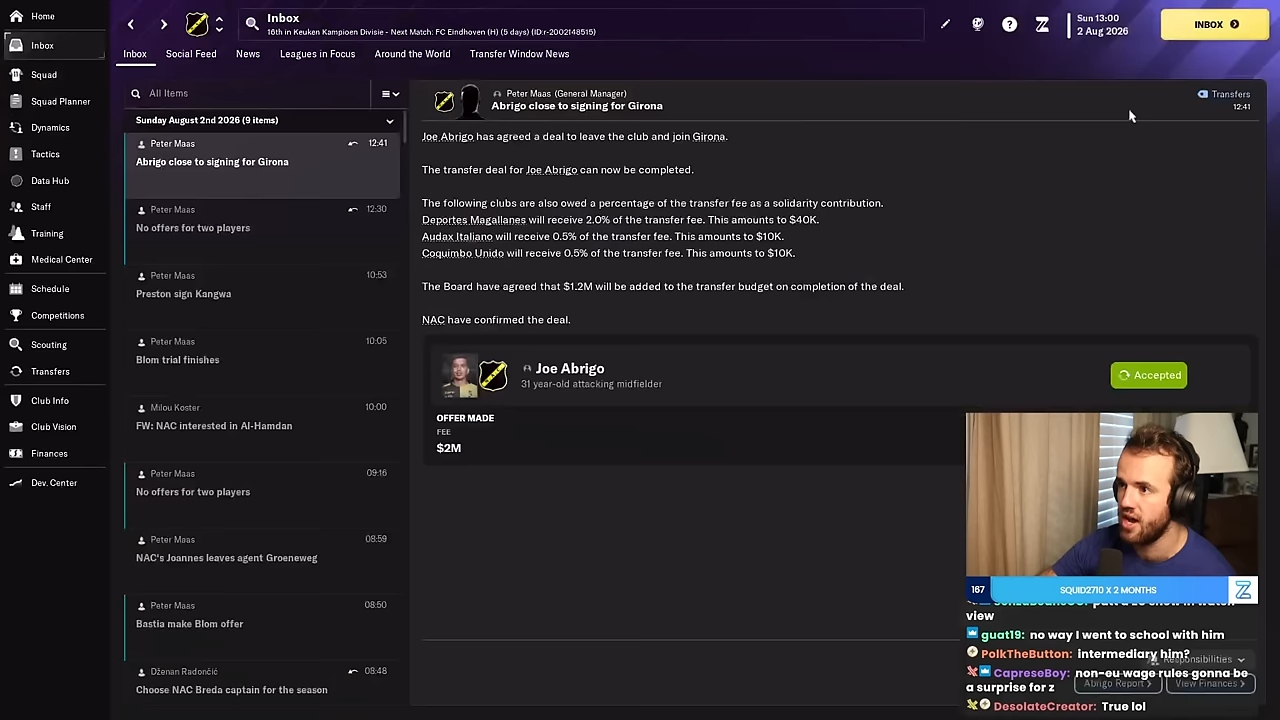 Home
Inbox
Squad
Squad Planner
Dynamics
Tactics
Data Hub
Staff
Training
Medical Center
Schedule
Competitions
Scouting
Transfers
Club Info
Club Vision
Finances
Dev. Center
Inbox
16th in Keuken Kampioen Divisie - Next Match: FC Eindhoven (H) (5 days) (ID:r-2002148515)
Sun 13:00
2 Aug 2026
INBOX
Inbox
Social Feed
News
Leagues in Focus
Around the World
Transfer Window News
All Items
Sunday August 2nd 2026 (9 items)
Peter Maas 12:41
Abrigo close to signing for Girona
Peter Maas 12:30
No offers for two players
Peter Maas 10:53
Preston sign Kangwa
Peter Maas 10:05
Blom trial finishes
Milou Koster 10:00
FW: NAC interested in Al-Hamdan
Peter Maas 09:16
No offers for two players
Peter Maas 08:59
NAC's Joannes leaves agent Groeneweg
Peter Maas 08:50
Bastia make Blom offer
Dženan Radončić 08:48
Choose NAC Breda captain for the season
Peter Maas (General Manager)
Abrigo close to signing for Girona
Transfers
12:41
Joe Abrigo has agreed a deal to leave the club and join Girona.
The transfer deal for Joe Abrigo can now be completed.
The following clubs are also owed a percentage of the transfer fee as a solidarity contribution.
Deportes Magallanes will receive 2.0% of the transfer fee. This amounts to $40K.
Audax Italiano will receive 0.5% of the transfer fee. This amounts to $10K.
Coquimbo Unido will receive 0.5% of the transfer fee. This amounts to $10K.
The Board have agreed that $1.2M will be added to the transfer budget on completion of the deal.
NAC have confirmed the deal.
Joe Abrigo
31 year-old attacking midfielder
Accepted
OFFER MADE
FEE
$2M
167
SQUID2710 X 2 MONTHS
view
guat19: no way I went to school with him
PolkTheButton: intermediary him?
Responsibilities
CapreseBoy: non-eu wage rules gonna be
a surprise for z
Abrigo Report
View Finances
DesolateCreator: True lol